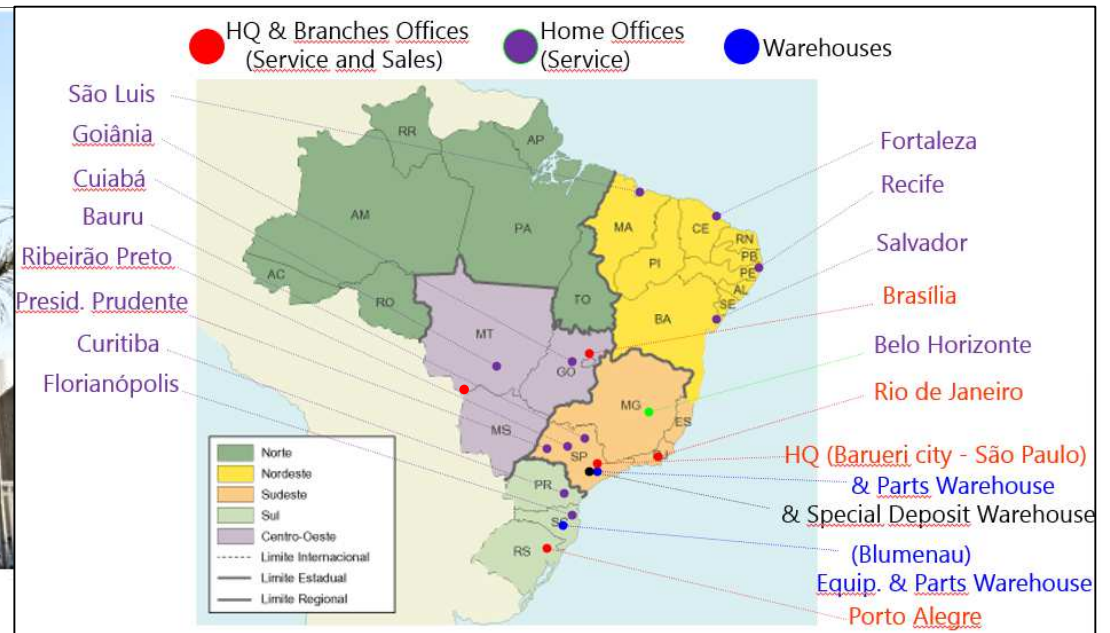 HQ & Branches Offices
(Service and Sales)
Home Offices
(Service)
Warehouses
São Luis
Goiânia
Cuiabá
Bauru
Ribeirão Preto
Presid. Prudente
Curitiba
Florianópolis
RR
AP
AM
PA
AC
RO
TO
MA
CE
RN
PB
PE
PI
AL
SE
BA
MT
GO
MS
MG
ES
SP
RJ
PR
SC
RS
Norte
Nordeste
Sudeste
Sul
Centro-Oeste
Limite Internacional
Limite Estadual
Limite Regional
Fortaleza
Recife
Salvador
Brasília
Belo Horizonte
Rio de Janeiro
HQ (Barueri city - São Paulo)
& Parts Warehouse
& Special Deposit Warehouse
(Blumenau)
Equip. & Parts Warehouse
Porto Alegre